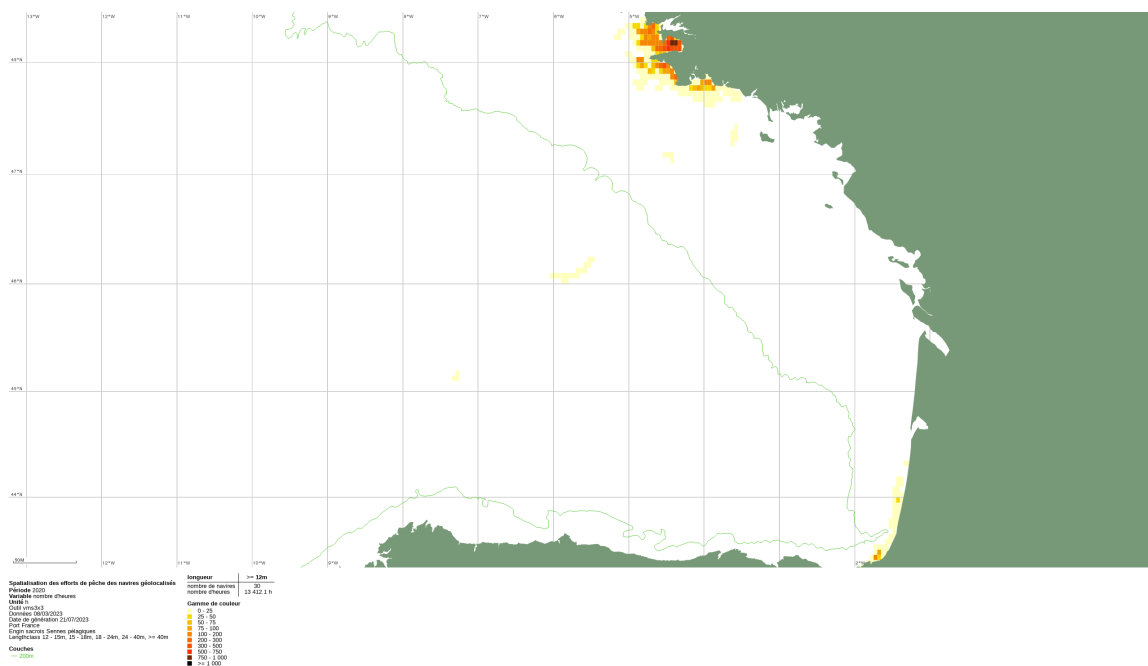 11°W 12°W 11°W 10°W 9°W 8°W 7°W 6°W 5°W
48°N
47°N
46°N
45°N
44°N
50M 12°W 11°W 10°W 9°W 2°W
Spatialisation des efforts de pêche des navires géolocalisés
Période 2020
Variable nombre d'heures
Unité h
Outil vms3x3
Données 08/03/2023
Date de génération 21/07/2023
Port France
Engin sacrois Sennes pélagiques
Lengthclass 12 - 15m, 15 - 18m, 18 - 24m, 24 - 40m, >= 40m
Couches
200m
longueur >= 12m
nombre de navires 30
nombre d'heures 13 412.1 h
Gamme de couleur
0 - 25
25 - 50
50 - 75
75 - 100
100 - 200
200 - 300
300 - 500
500 - 750
750 - 1 000
>= 1 000